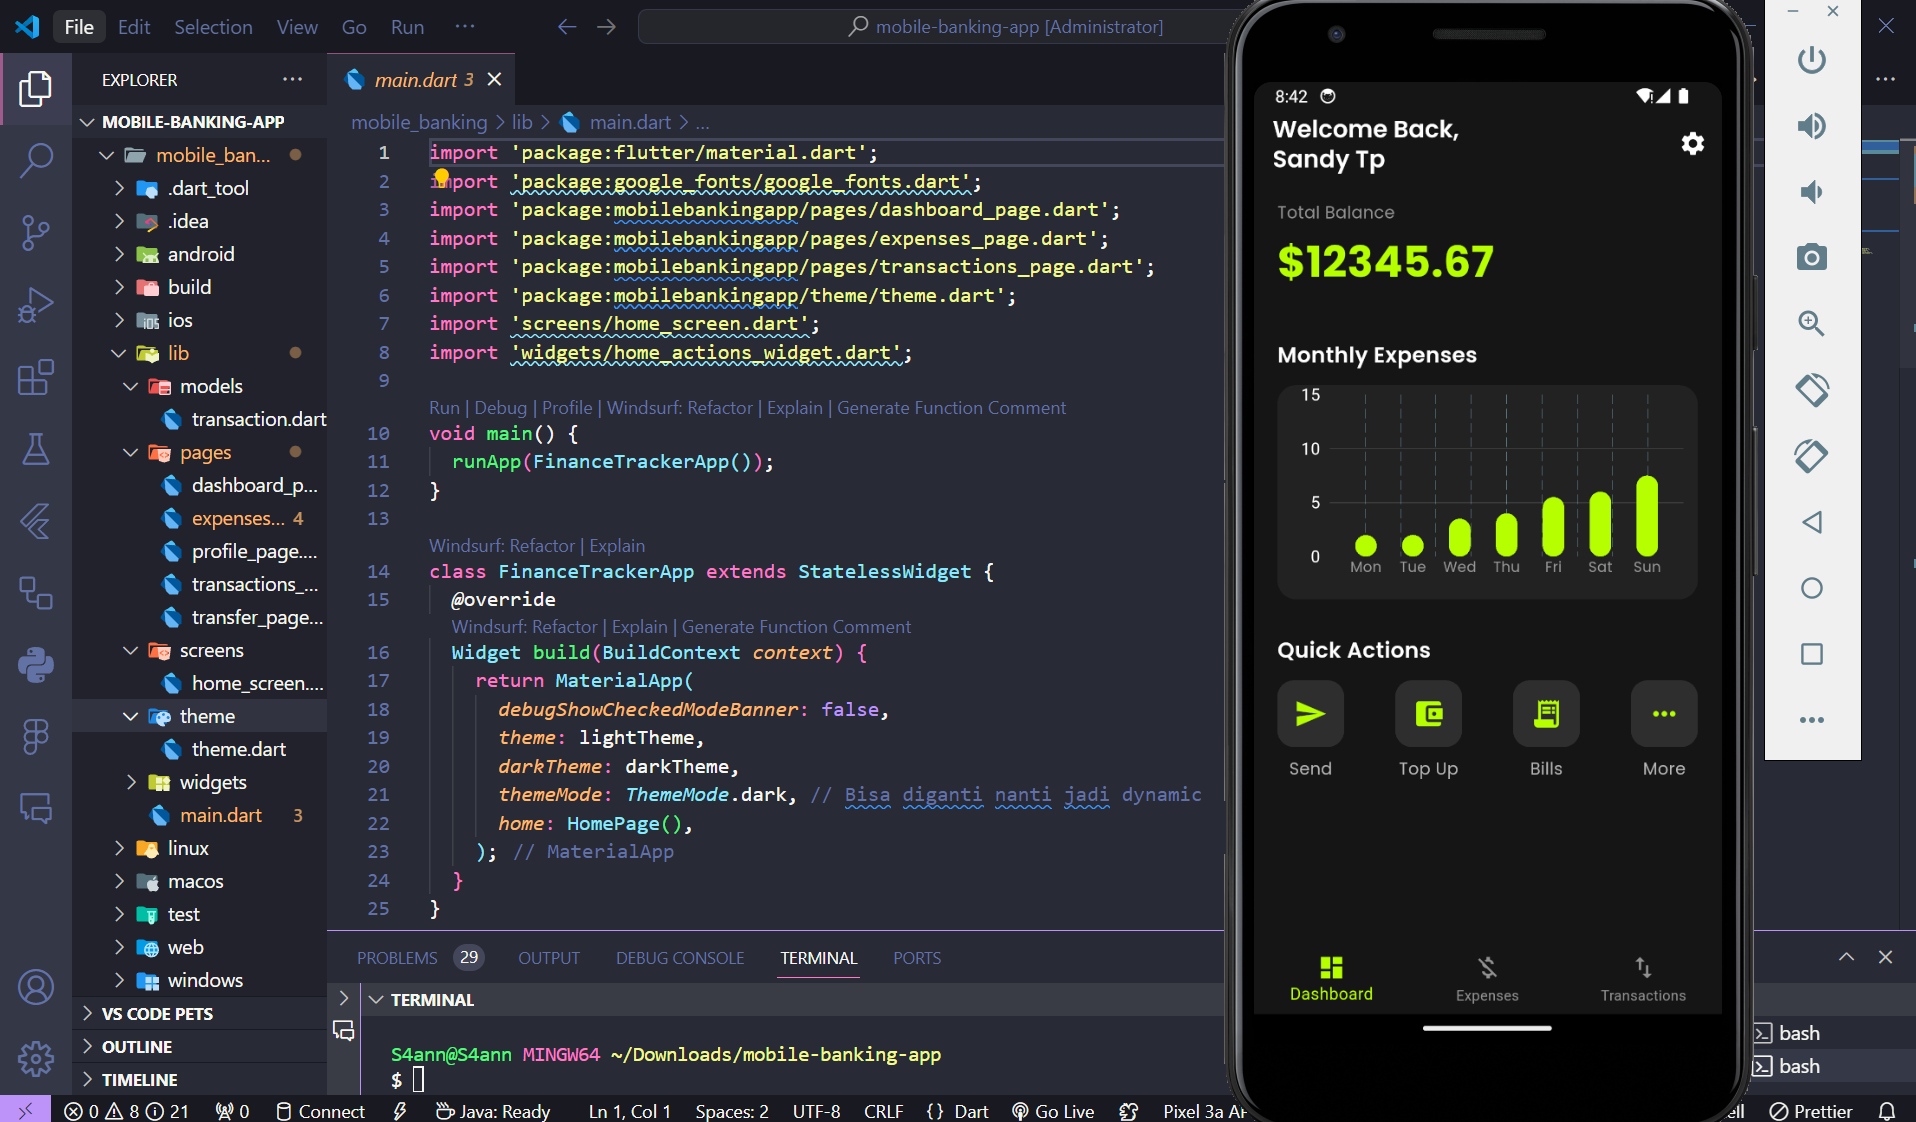 File Edit Selection View Go Run ···
mobile-banking-app [Administrator]
EXPLORER ···
MOBILE-BANKING-APP
mobile_ban...
.dart_tool
.idea
android
build
ios
lib
models
transaction.dart
pages
dashboard_p...
expenses... 4
profile_page....
transactions_...
transfer_page...
screens
home_screen....
theme
theme.dart
widgets
main.dart 3
linux
macos
test
web
windows
VS CODE PETS
OUTLINE
TIMELINE
main.dart 3
mobile_banking > lib > main.dart > ...
1 import 'package:flutter/material.dart';
2 import 'package:google_fonts/google_fonts.dart';
3 import 'package:mobilebankingapp/pages/dashboard_page.dart';
4 import 'package:mobilebankingapp/pages/expenses_page.dart';
5 import 'package:mobilebankingapp/pages/transactions_page.dart';
6 import 'package:mobilebankingapp/theme/theme.dart';
7 import 'screens/home_screen.dart';
8 import 'widgets/home_actions_widget.dart';
9
Run | Debug | Profile | Windsurf: Refactor | Explain | Generate Function Comment
10 void main() {
11 runApp(FinanceTrackerApp());
12 }
13
Windsurf: Refactor | Explain
14 class FinanceTrackerApp extends StatelessWidget {
15 @override
Windsurf: Refactor | Explain | Generate Function Comment
16 Widget build(BuildContext context) {
17 return MaterialApp(
18 debugShowCheckedModeBanner: false,
19 theme: lightTheme,
20 darkTheme: darkTheme,
21 themeMode: ThemeMode.dark, // Bisa diganti nanti jadi dynamic
22 home: HomePage(),
23 ); // MaterialApp
24 }
25 }
PROBLEMS 29 OUTPUT DEBUG CONSOLE TERMINAL PORTS
TERMINAL
S4ann@S4ann MINGW64 ~/Downloads/mobile-banking-app
$
bash
bash
8:42
Welcome Back,
Sandy Tp
Total Balance
$12345.67
Monthly Expenses
15
10
5
0
Mon Tue Wed Thu Fri Sat Sun
Quick Actions
Send Top Up Bills More
Dashboard Expenses Transactions
0 8 21 0 Connect Java: Ready Ln 1, Col 1 Spaces: 2 UTF-8 CRLF {} Dart Go Live Pixel 3a Prettier